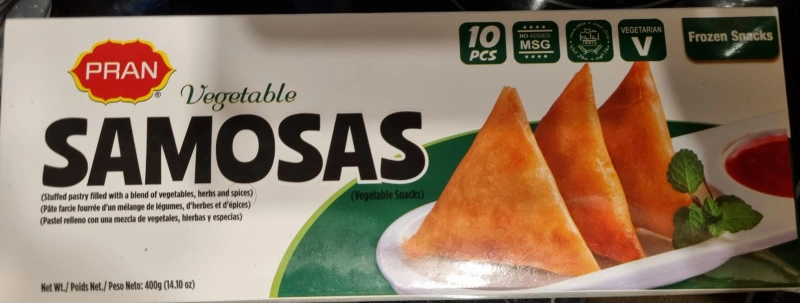 PRAN
®
Vegetable
SAMOSAS
(Stuffed pastry filled with a blend of vegetables, herbs and spices)
(Pâte farcie fourrée d'un mélange de légumes, d'herbes et d'épices)
(Pastel relleno con una mezcla de vegetales, hierbas y especias)
(Vegetable Snacks)
10
PCS
NO ADDED
MSG
VEGETARIAN
V
Frozen Snacks
Net Wt./ Poids Net./ Peso Neto: 400g (14.10 oz)